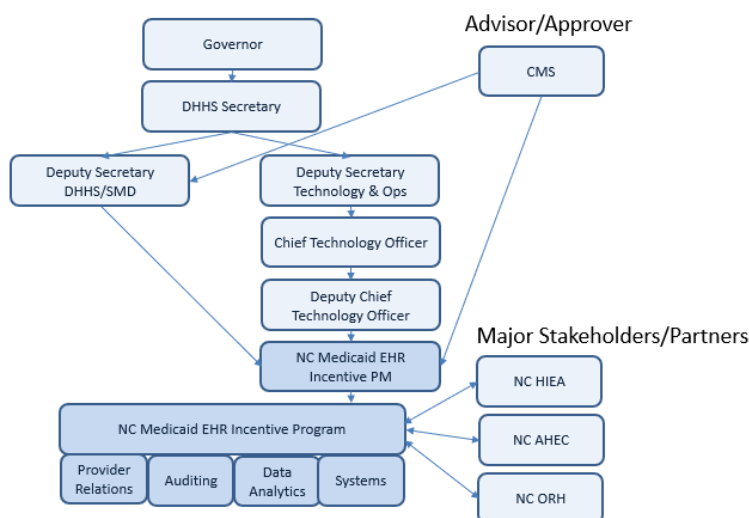 Advisor/Approver
Governor
CMS
DHHS Secretary
Deputy Secretary
DHHS/SMD
Deputy Secretary
Technology & Ops
Chief Technology Officer
Deputy Chief
Technology Officer
Major Stakeholders/Partners
NC Medicaid EHR
Incentive PM
NC HIEA
NC Medicaid EHR Incentive Program
NC AHEC
Provider
Relations
Auditing
Data
Analytics
Systems
NC ORH